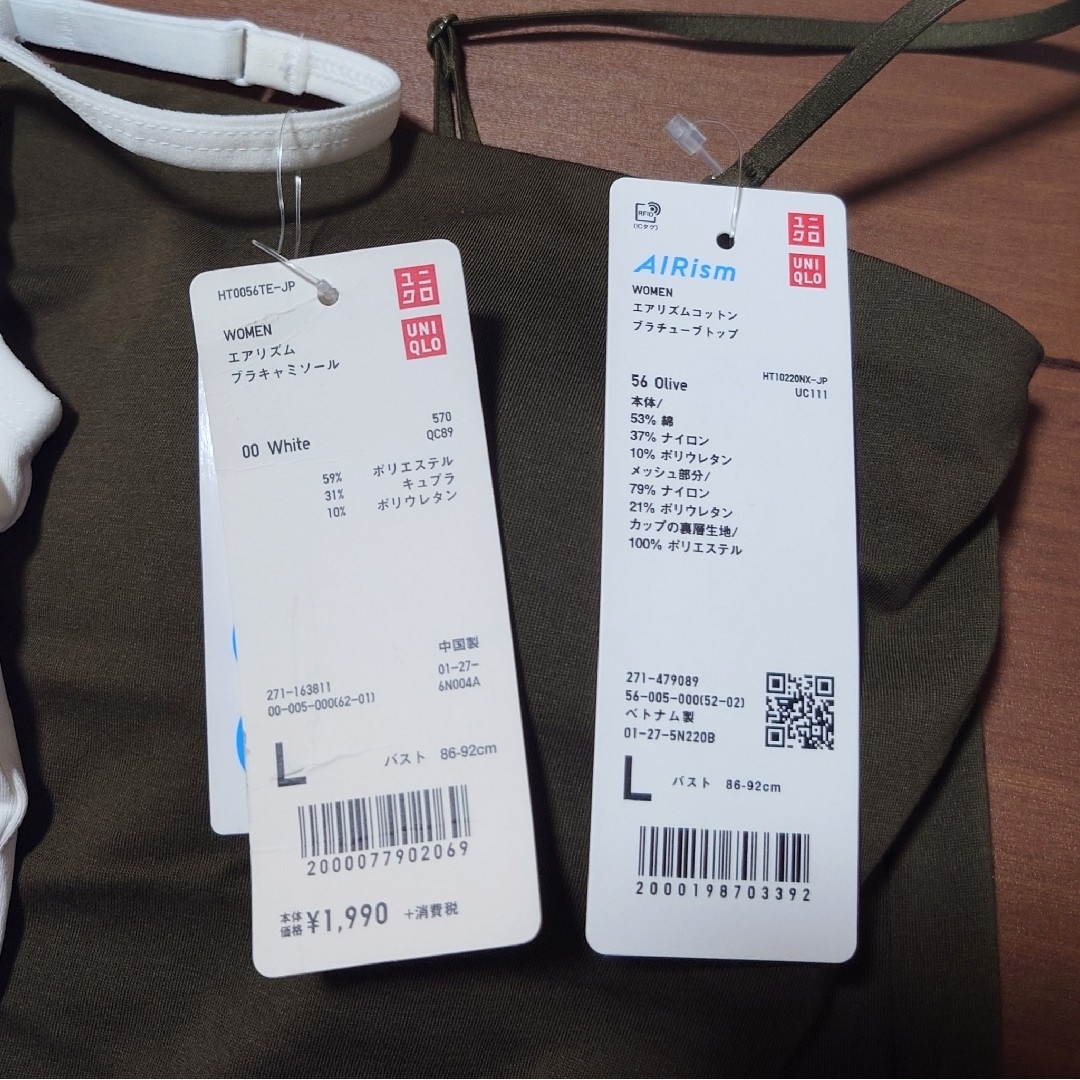 HT0056TE-JP
ユニ
クロ
UNI
QLO
WOMEN
エアリズム
ブラキャミソール
570
QC89
00 White
59% ポリエステル
31% キュプラ
10% ポリウレタン
中国製
01-27-
6N004A
271-163811
00-005-000(62-01)
L バスト 86-92cm
2000077902069
本体
価格 ¥1,990 +消費税
RFID
(ICタグ)
ユニ
クロ
UNI
QLO
AIRism
WOMEN
エアリズムコットン
ブラチューブトップ
HT10220NX-JP
UC111
56 Olive
本体/
53% 綿
37% ナイロン
10% ポリウレタン
メッシュ部分/
79% ナイロン
21% ポリウレタン
カップの裏層生地/
100% ポリエステル
271-479089
56-005-000(52-02)
ベトナム製
01-27-5N220B
L バスト 86-92cm
2000198703392